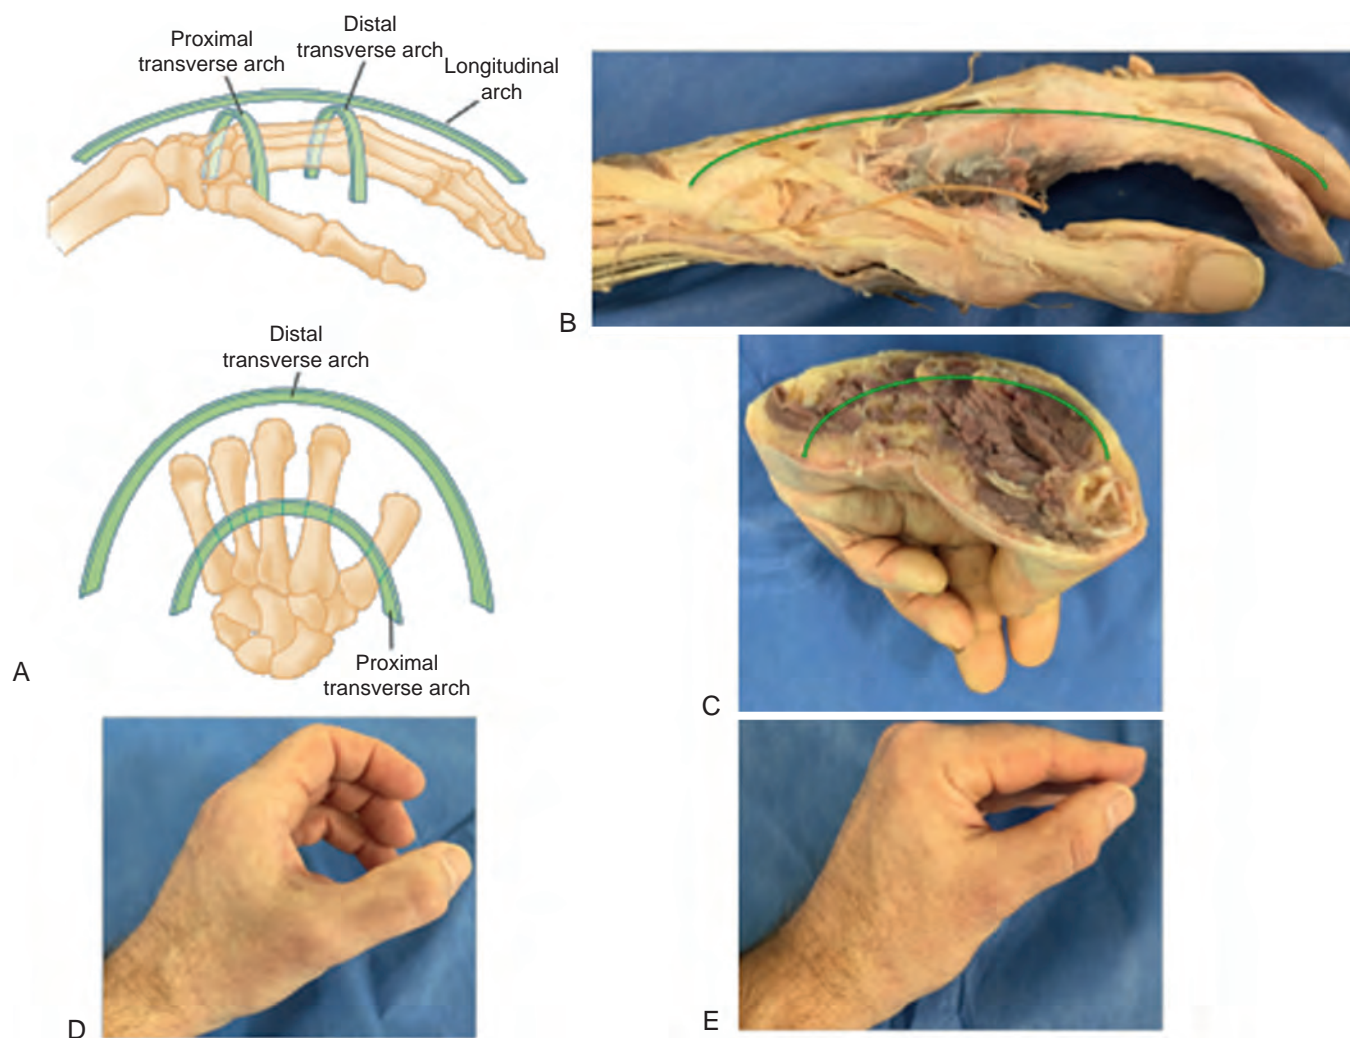 Proximal
transverse arch
Distal
transverse arch
Longitudinal
arch
B
Distal
transverse arch
Proximal
transverse arch
A
C
D
E